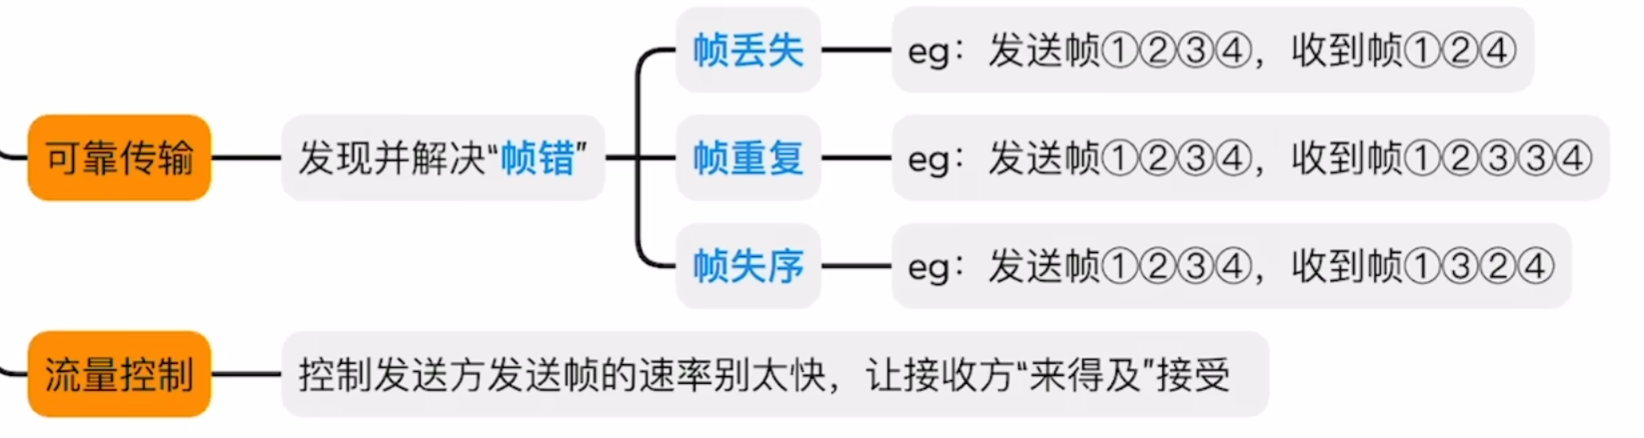 帧丢失
eg：发送帧①②③④，收到帧①②④
可靠传输
发现并解决“帧错”
帧重复
eg：发送帧①②③④，收到帧①②③③④
帧失序
eg：发送帧①②③④，收到帧①③②④
流量控制
控制发送方发送帧的速率别太快，让接收方“来得及”接受